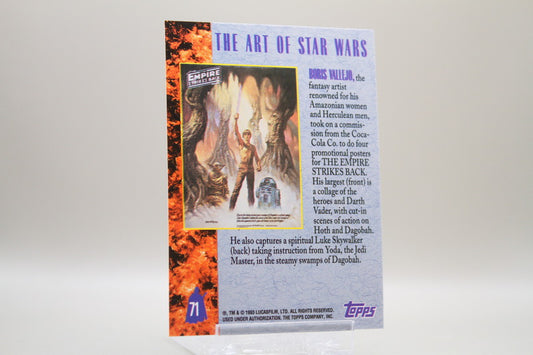 THE ART OF STAR WARS
EMPIRE
STRIKES BACK
BORIS VALLEJO, the
fantasy artist
renowned for his
Amazonian women
and Herculean men,
took on a commis-
sion from the Coca-
Cola Co. to do four
promotional posters
for THE EMPIRE
STRIKES BACK.
His largest (front) is
a collage of the
heroes and Darth
Vader, with cut-in
scenes of action on
Hoth and Dagobah.
He also captures a spiritual Luke Skywalker
(back) taking instruction from Yoda, the Jedi
Master, in the steamy swamps of Dagobah.
71
®, TM & © 1993 LUCASFILM, LTD. ALL RIGHTS RESERVED.
USED UNDER AUTHORIZATION, THE TOPPS COMPANY, INC
TOPPS